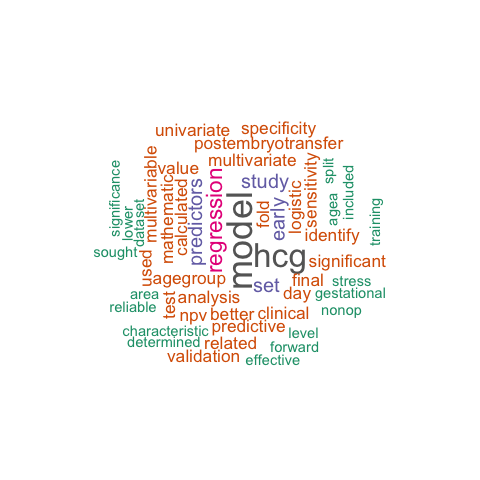 univariate
specificity
postembryotransfer
multivariate
significance
multivariable
value
mathematic
calculated
predictors
regression
study
early
model
hcg
fold
logistic
sensitivity
split
agea
included
training
lower
dataset
sought
used
identify
significant
agegroup
set
final
stress
area
reliable
test
analysis
day
gestational
npv
better
clinical
nonop
characteristic
predictive
level
determined
related
forward
validation
effective